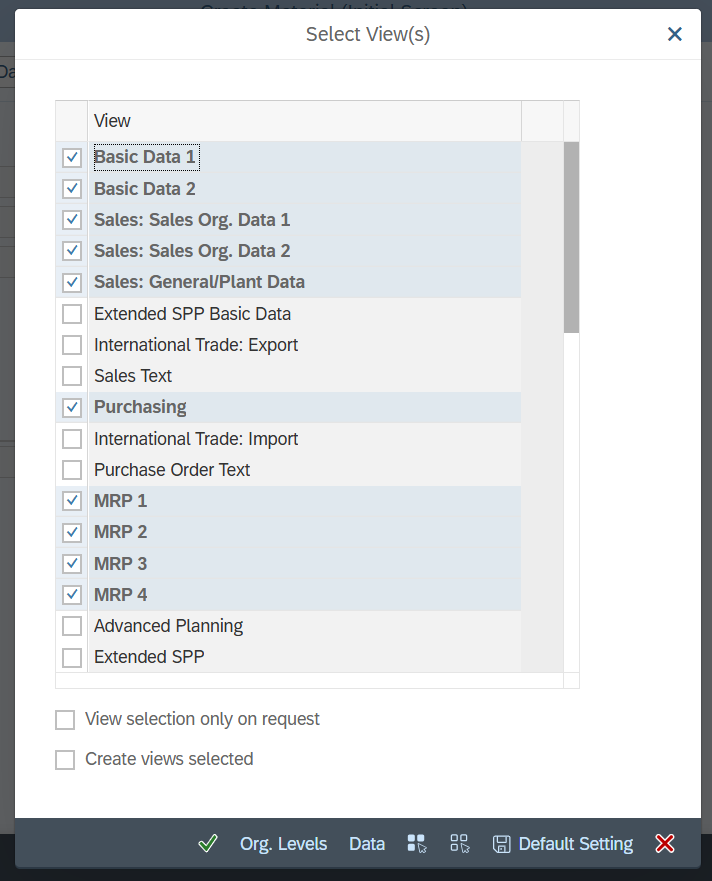 Select View(s)
View
Basic Data 1
Basic Data 2
Sales: Sales Org. Data 1
Sales: Sales Org. Data 2
Sales: General/Plant Data
Extended SPP Basic Data
International Trade: Export
Sales Text
Purchasing
International Trade: Import
Purchase Order Text
MRP 1
MRP 2
MRP 3
MRP 4
Advanced Planning
Extended SPP
View selection only on request
Create views selected
Org. Levels Data Default Setting